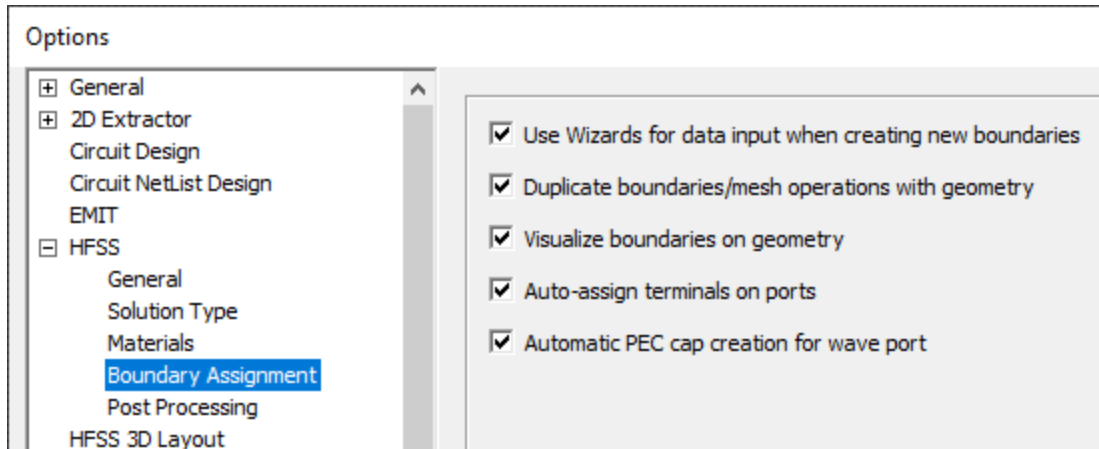 Options
General
2D Extractor
Circuit Design
Circuit NetList Design
EMIT
HFSS
General
Solution Type
Materials
Boundary Assignment
Post Processing
HFSS 3D Layout
Use Wizards for data input when creating new boundaries
Duplicate boundaries/mesh operations with geometry
Visualize boundaries on geometry
Auto-assign terminals on ports
Automatic PEC cap creation for wave port